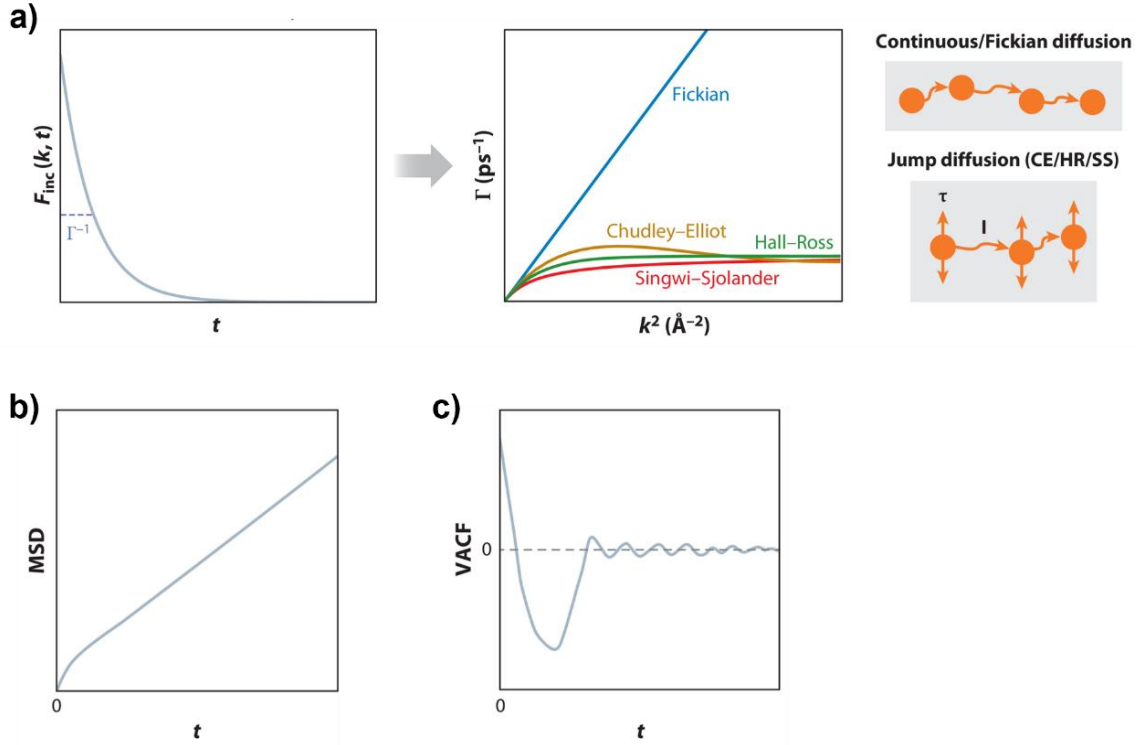 a)
F_inc (k, t)
Γ⁻¹
t
Γ (ps⁻¹)
Fickian
Chudley–Elliot
Hall–Ross
Singwi–Sjolander
k² (Å⁻²)
Continuous/Fickian diffusion
Jump diffusion (CE/HR/SS)
τ
l
b)
MSD
0
t
c)
VACF
0
0
t